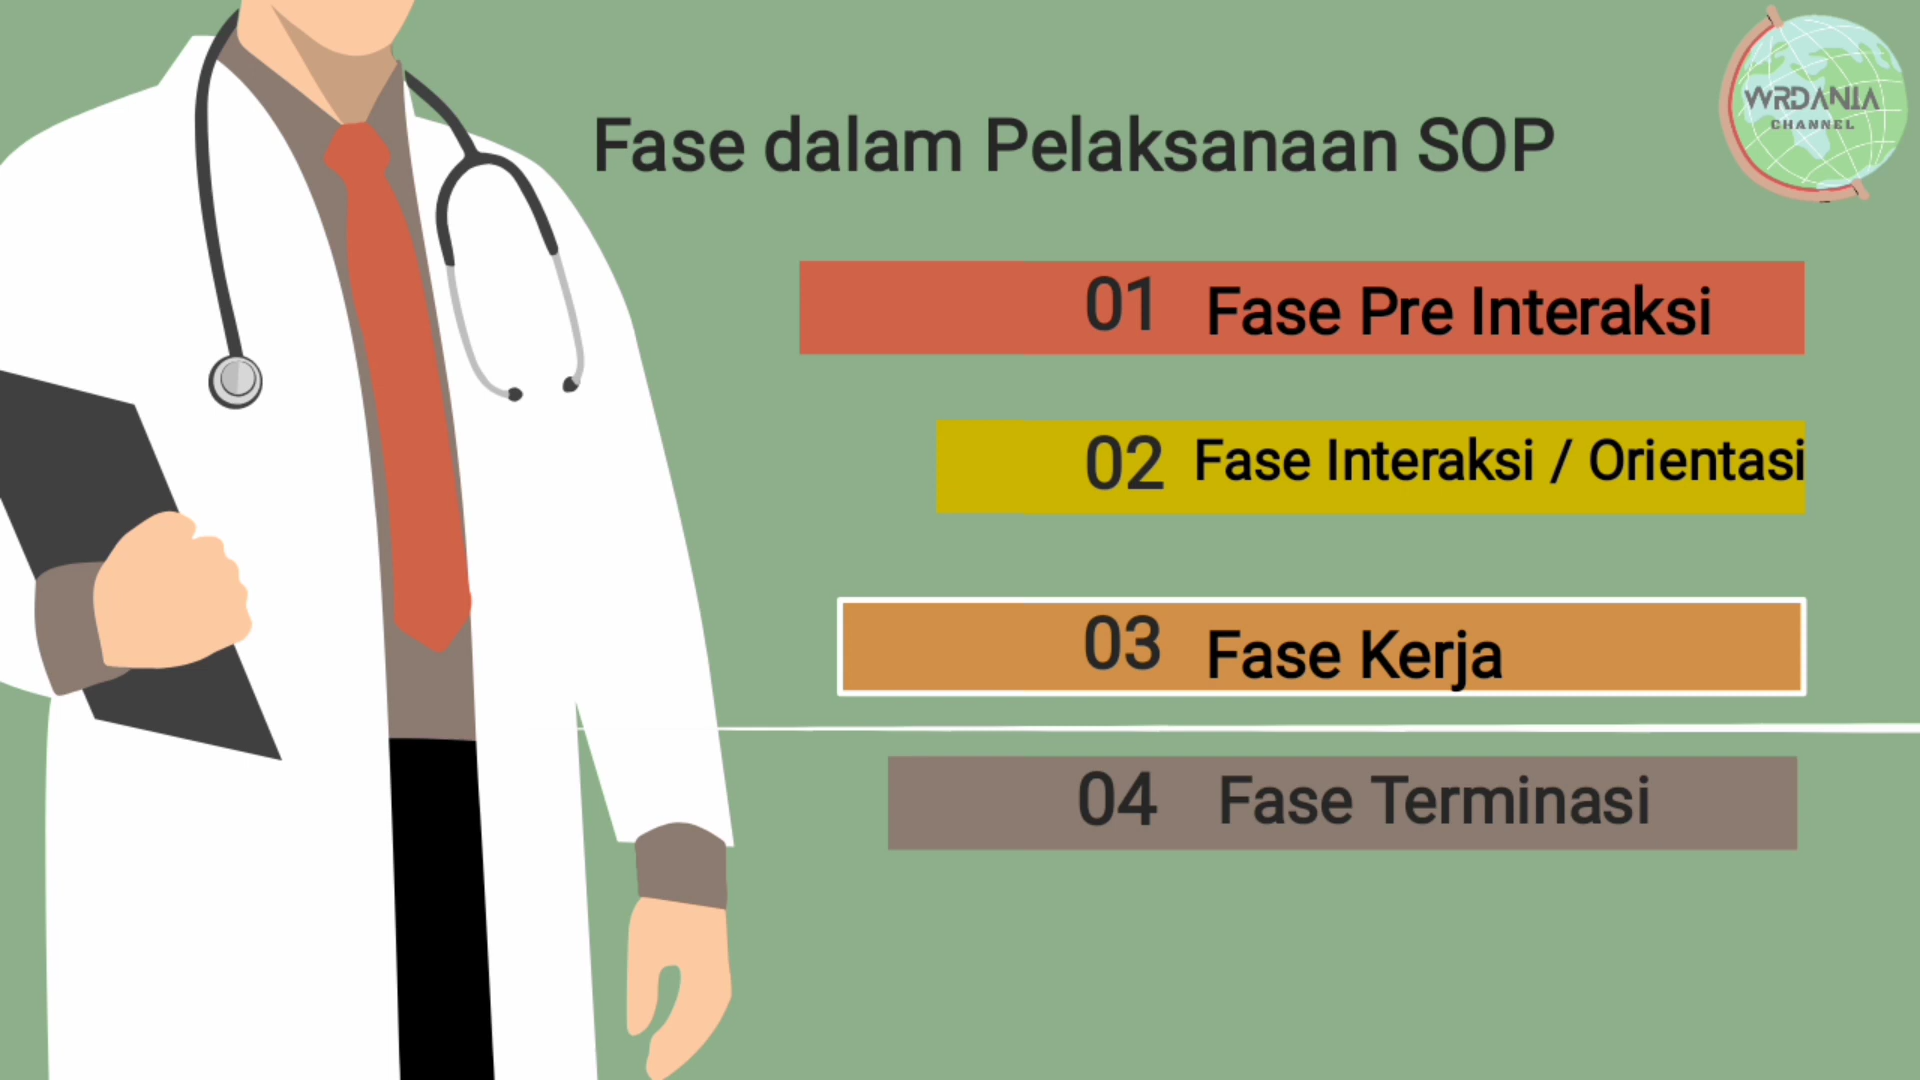 WRDANIA
CHANNEL
Fase dalam Pelaksanaan SOP
01 Fase Pre Interaksi
02 Fase Interaksi / Orientasi
03 Fase Kerja
04 Fase Terminasi